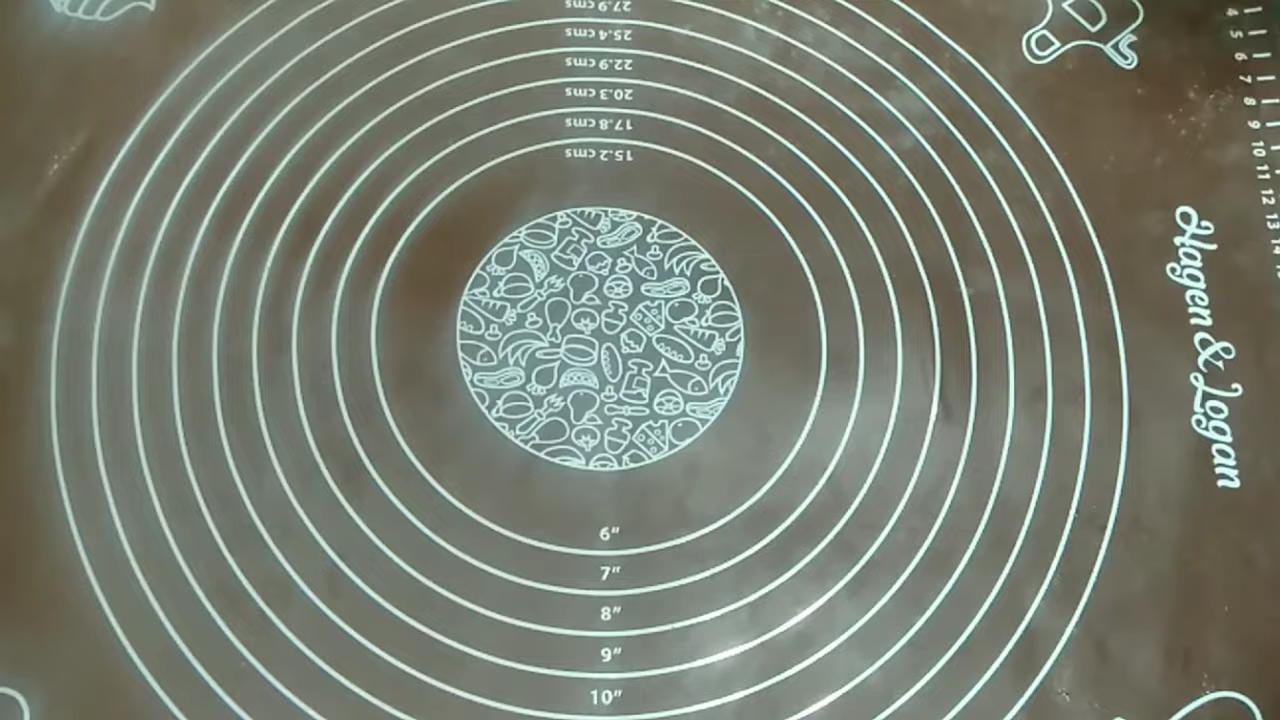 27.9 cms
25.4 cms
22.9 cms
20.3 cms
17.8 cms
15.2 cms
6"
7"
8"
9"
10"
4 5 6 7 8 9 10 11 12 13
Hagen & Logan